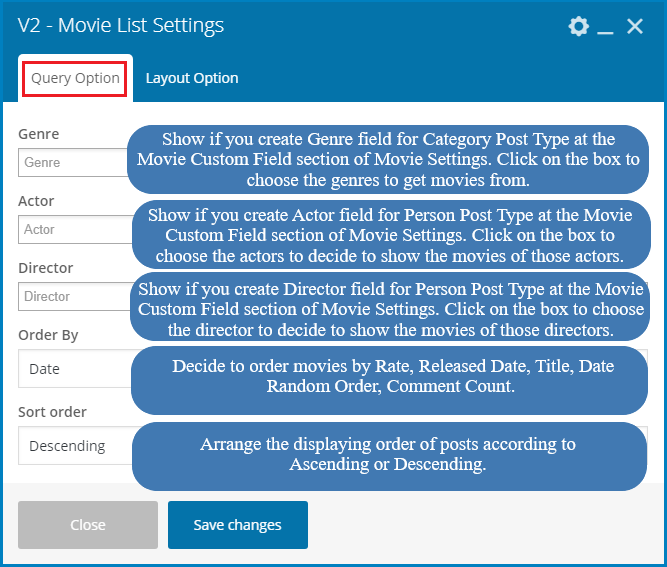 V2 - Movie List Settings
Query Option Layout Option
Genre
Genre
Show if you create Genre field for Category Post Type at the
Movie Custom Field section of Movie Settings. Click on the box to
choose the genres to get movies from.
Actor
Actor
Show if you create Actor field for Person Post Type at the Movie
Custom Field section of Movie Settings. Click on the box to
choose the actors to decide to show the movies of those actors.
Director
Director
Show if you create Director field for Person Post Type at the Movie
Custom Field section of Movie Settings. Click on the box to choose
the director to decide to show the movies of those directors.
Order By
Date
Decide to order movies by Rate, Released Date, Title, Date
Random Order, Comment Count.
Sort order
Descending
Arrange the displaying order of posts according to
Ascending or Descending.
Close Save changes